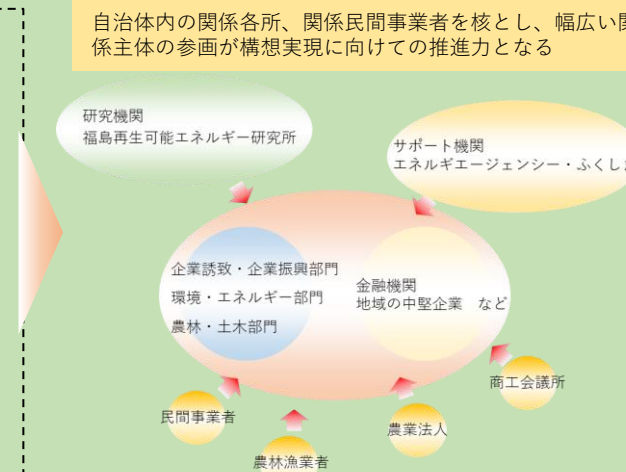 自治体内の関係各所、関係民間事業者を核とし、幅広い関
係主体の参画が構想実現に向けての推進力となる
研究機関
福島再生可能エネルギー研究所
サポート機関
エネルギエージェンシー・ふくし
企業誘致・企業振興部門
環境・エネルギー部門
農林・土木部門
金融機関
地域の中堅企業　など
商工会議所
民間事業者
農業法人
農林漁業者